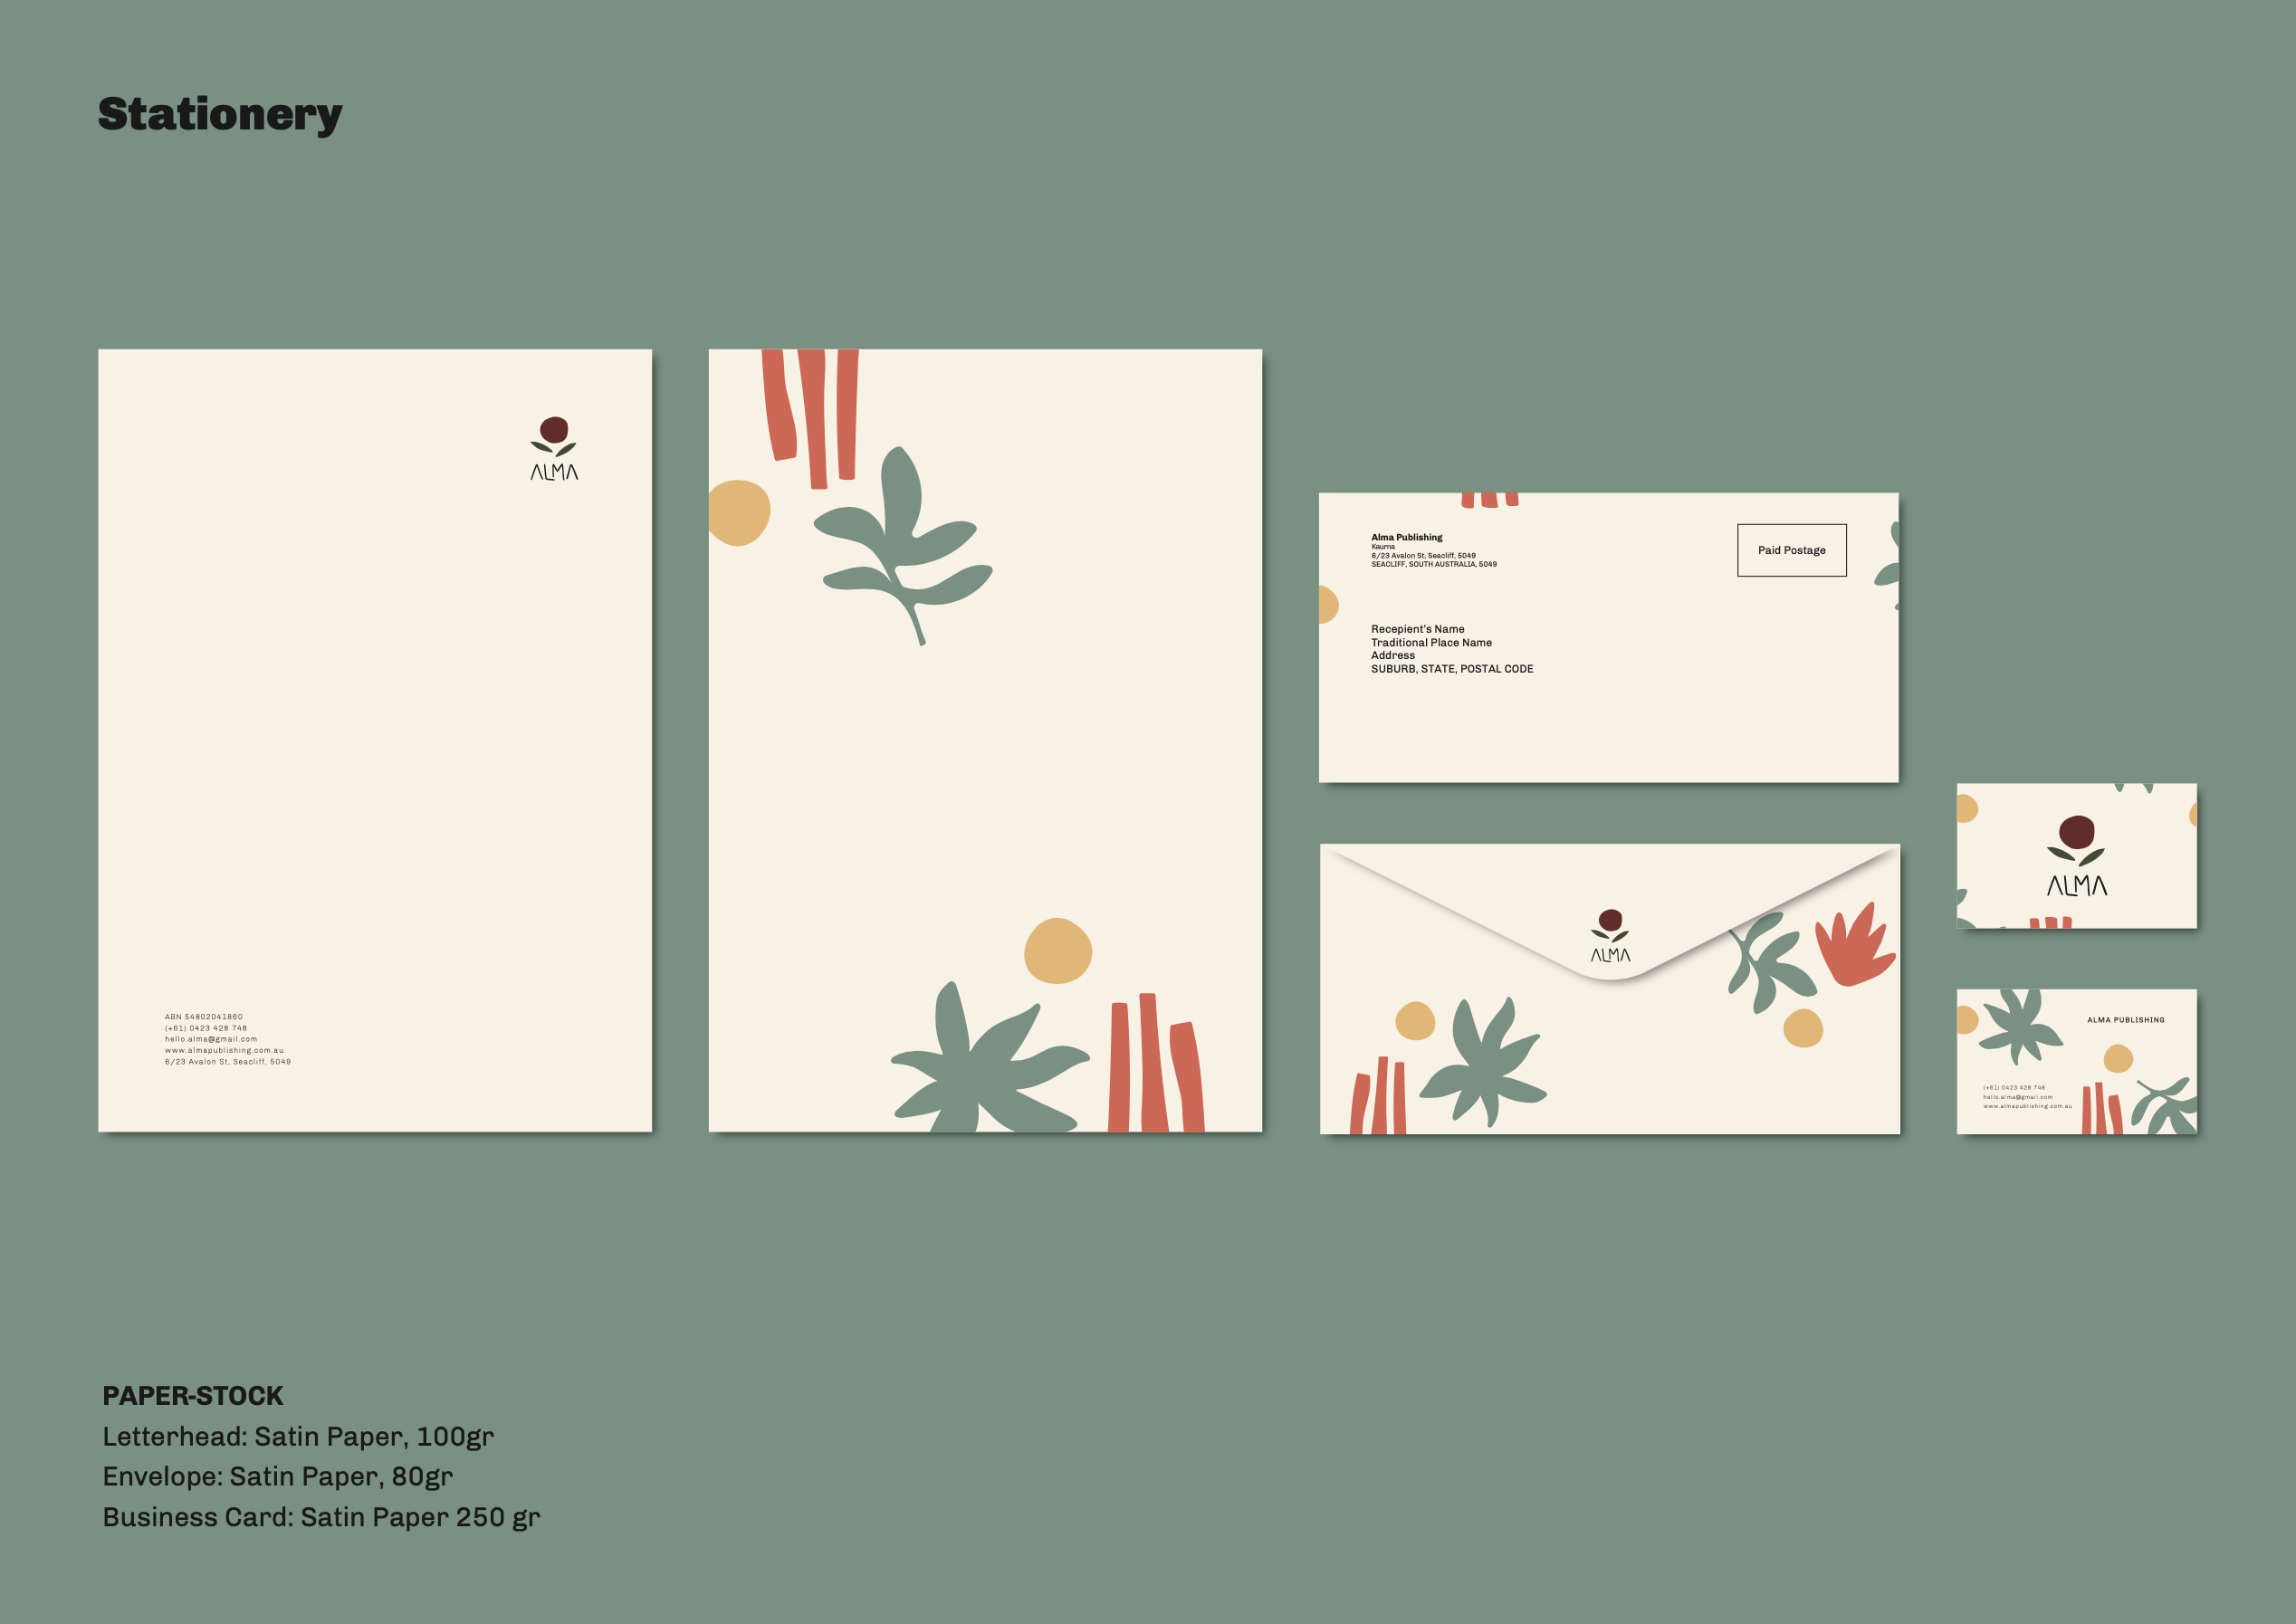 Stationery
ALMA
ABN 54802041860
(+61) 0423 428 748
hello.alma@gmail.com
www.almapublishing.com.au
6/23 Avalon St, Seacliff, 5049
Alma Publishing
Kaurna
6/23 Avalon St, Seacliff, 5049
SEACLIFF, SOUTH AUSTRALIA, 5049
Paid Postage
Recepient's Name
Traditional Place Name
Address
SUBURB, STATE, POSTAL CODE
ALMA
ALMA
ALMA PUBLISHING
(+61) 0423 428 748
hello.alma@gmail.com
www.almapublishing.com.au
PAPER-STOCK
Letterhead: Satin Paper, 100gr
Envelope: Satin Paper, 80gr
Business Card: Satin Paper 250 gr